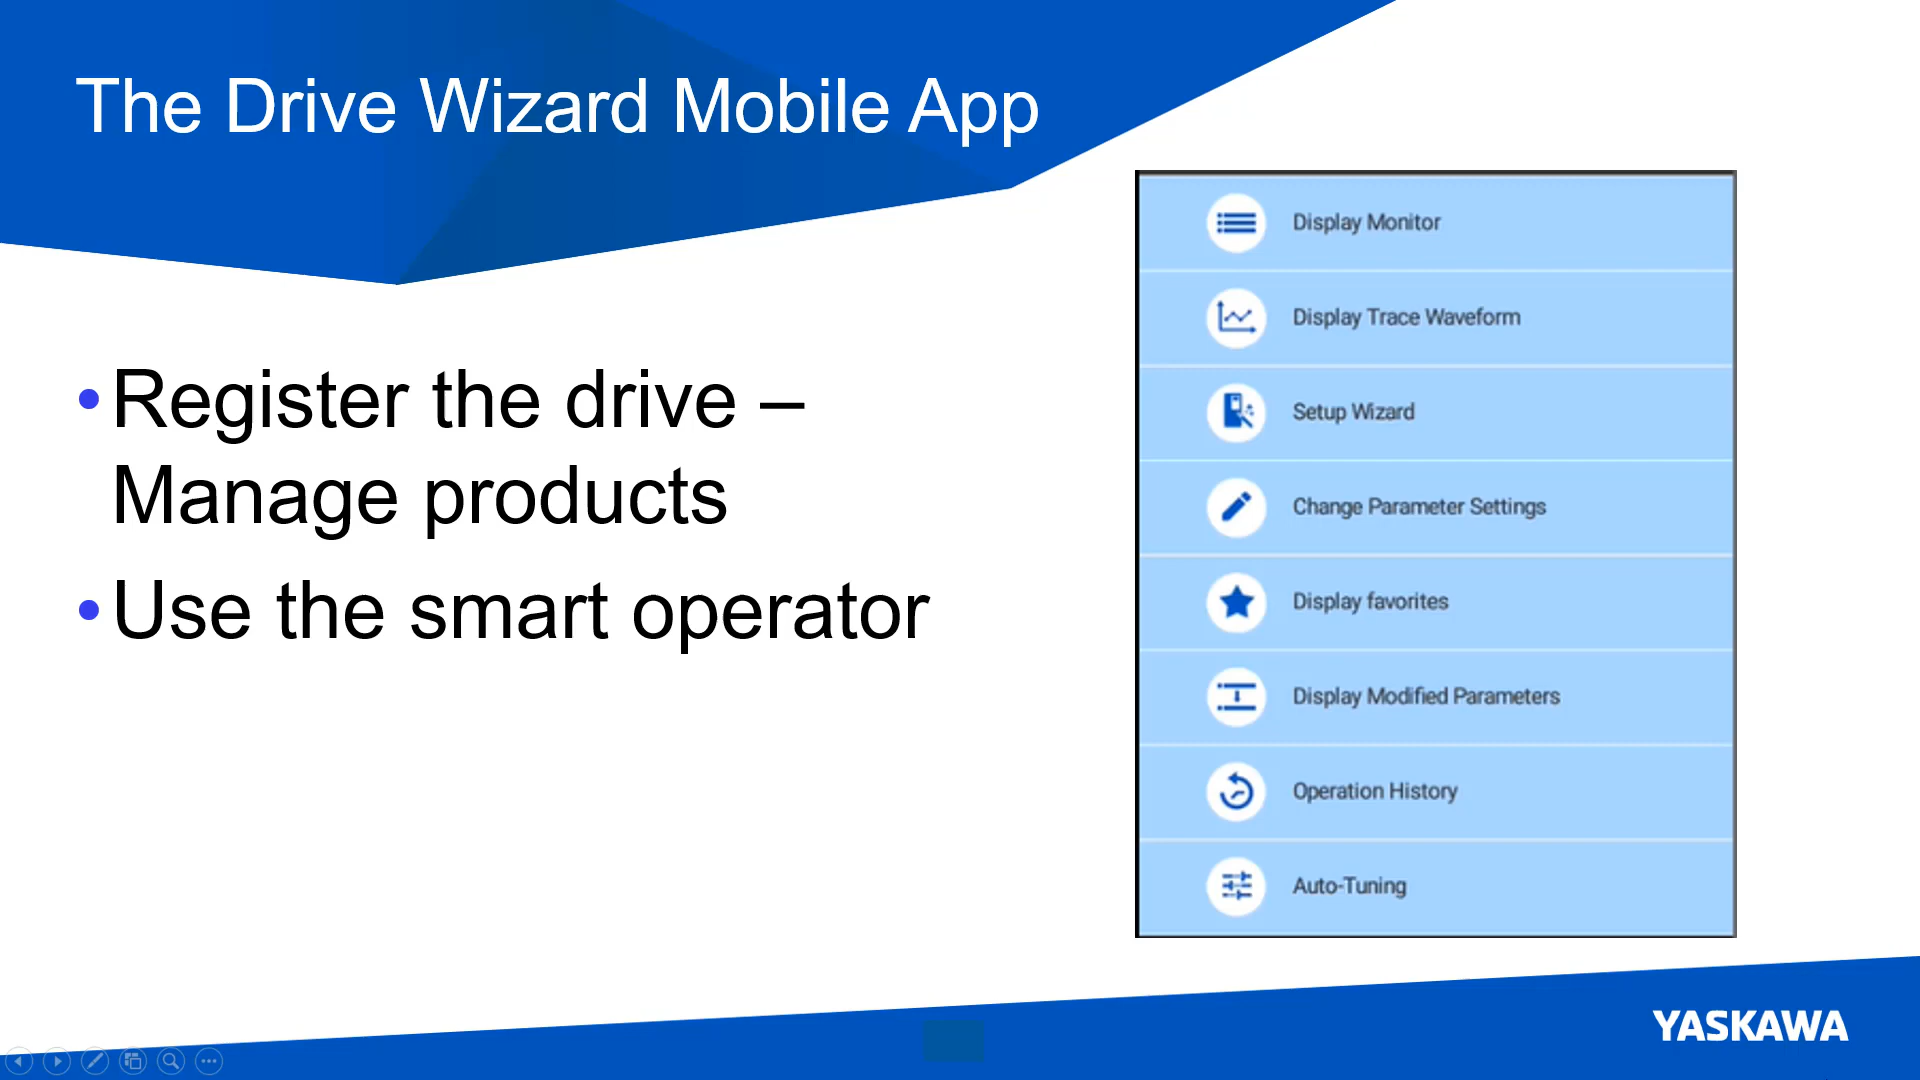 The Drive Wizard Mobile App
•Register the drive –
Manage products
•Use the smart operator
Display Monitor
Display Trace Waveform
Setup Wizard
Change Parameter Settings
Display favorites
Display Modified Parameters
Operation History
Auto-Tuning
YASKAWA